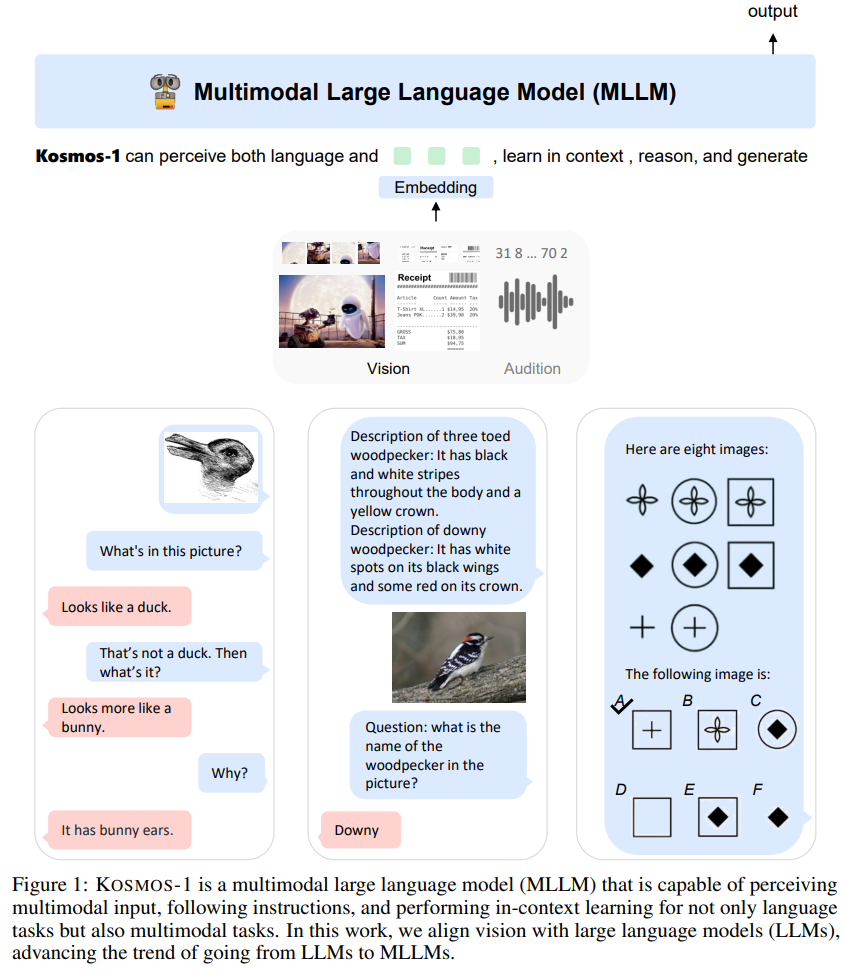 output
Multimodal Large Language Model (MLLM)
Kosmos-1 can perceive both language and , learn in context , reason, and generate
Embedding
Receipt
31 8 ... 70 2
Receipt
Article Count Amount Tax
T-Shirt XL......1 $14,95 20%
Jeans POK.......2 $39,90 20%
GROSS $75,80
TAX $18,95
SUM $94,75
Vision
Audition
What's in this picture?
Looks like a duck.
That's not a duck. Then
what's it?
Looks more like a
bunny.
Why?
It has bunny ears.
Description of three toed
woodpecker: It has black
and white stripes
throughout the body and a
yellow crown.
Description of downy
woodpecker: It has white
spots on its black wings
and some red on its crown.
Question: what is the
name of the
woodpecker in the
picture?
Downy
Here are eight images:
The following image is:
A
B
C
D
E
F
Figure 1: KOSMOS-1 is a multimodal large language model (MLLM) that is capable of perceiving
multimodal input, following instructions, and performing in-context learning for not only language
tasks but also multimodal tasks. In this work, we align vision with large language models (LLMs),
advancing the trend of going from LLMs to MLLMs.